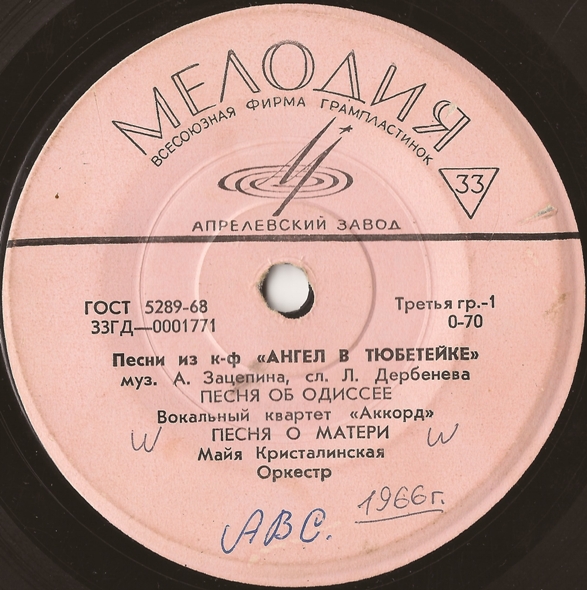 МЕЛОДИЯ
ВСЕСОЮЗНАЯ ФИРМА ГРАМПЛАСТИНОК
33
АПРЕЛЕВСКИЙ ЗАВОД
ГОСТ 5289-68 Третья гр.-1
33ГД—0001771 0-70
Песни из к-ф «АНГЕЛ В ТЮБЕТЕЙКЕ»
муз. А. Зацепина, сл. Л. Дербенева
ПЕСНЯ ОБ ОДИССЕЕ
Вокальный квартет «Аккорд»
ПЕСНЯ О МАТЕРИ
Майя Кристалинская
Оркестр
1966 г.
АВС.